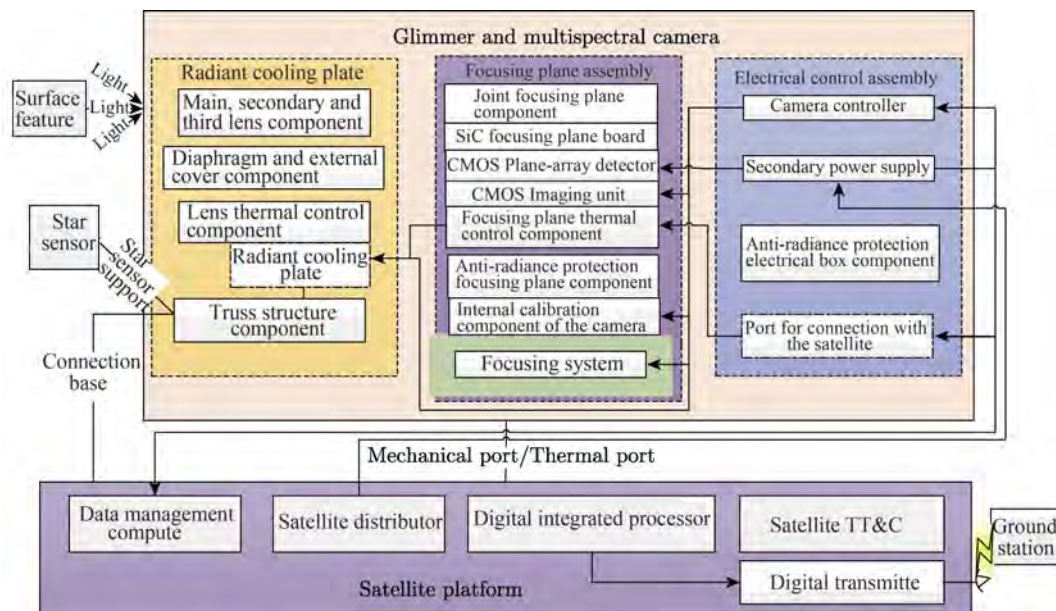 Glimmer and multispectral camera
Surface
feature
Light
Light
Light
Star
sensor
Star
sensor
support
Connection
base
Radiant cooling plate
Main, secondary and
third lens component
Diaphragm and external
cover component
Lens thermal control
component
Radiant cooling
plate
Truss structure
component
Focusing plane assembly
Joint focusing plane
component
SiC focusing plane board
CMOS Plane-array detector
CMOS Imaging unit
Focusing plane thermal
control component
Anti-radiance protection
focusing plane component
Internal calibration
component of the camera
Focusing system
Electrical control assembly
Camera controller
Secondary power supply
Anti-radiance protection
electrical box component
Port for connection with
the satellite
Mechanical port/Thermal port
Data management
compute
Satellite distributor
Digital integrated processor
Satellite TT&C
Digital transmitte
Ground
station
Satellite platform